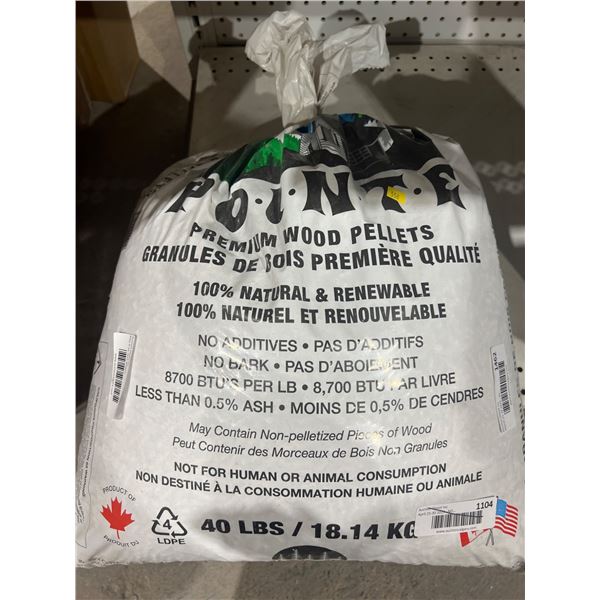 P·O·I·N·T·E
PREMIUM WOOD PELLETS
GRANULES DE BOIS PREMIÈRE QUALITÉ
100% NATURAL & RENEWABLE
100% NATUREL ET RENOUVELABLE
NO ADDITIVES • PAS D'ADDITIFS
NO BARK • PAS D'ABOIEMENT
8700 BTU'S PER LB • 8,700 BTU PAR LIVRE
LESS THAN 0.5% ASH • MOINS DE 0,5% DE CENDRES
May Contain Non-pelletized Pieces of Wood
Peut Contenir des Morceaux de Bois Non Granules
NOT FOR HUMAN OR ANIMAL CONSUMPTION
NON DESTINÉ À LA CONSOMMATION HUMAINE OU ANIMALE
PRODUCT OF
PRODUIT DU
4
LDPE
40 LBS / 18.14 KG
1104
1362